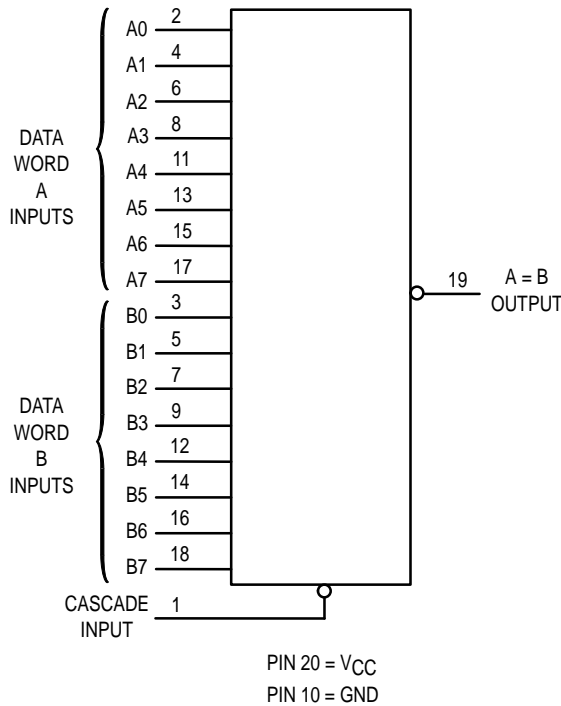 A0 2
A1 4
A2 6
A3 8
A4 11
A5 13
A6 15
A7 17
DATA
WORD
A
INPUTS
B0 3
B1 5
B2 7
B3 9
B4 12
B5 14
B6 16
B7 18
DATA
WORD
B
INPUTS
19 A = B
OUTPUT
CASCADE 1
INPUT
PIN 20 = VCC
PIN 10 = GND